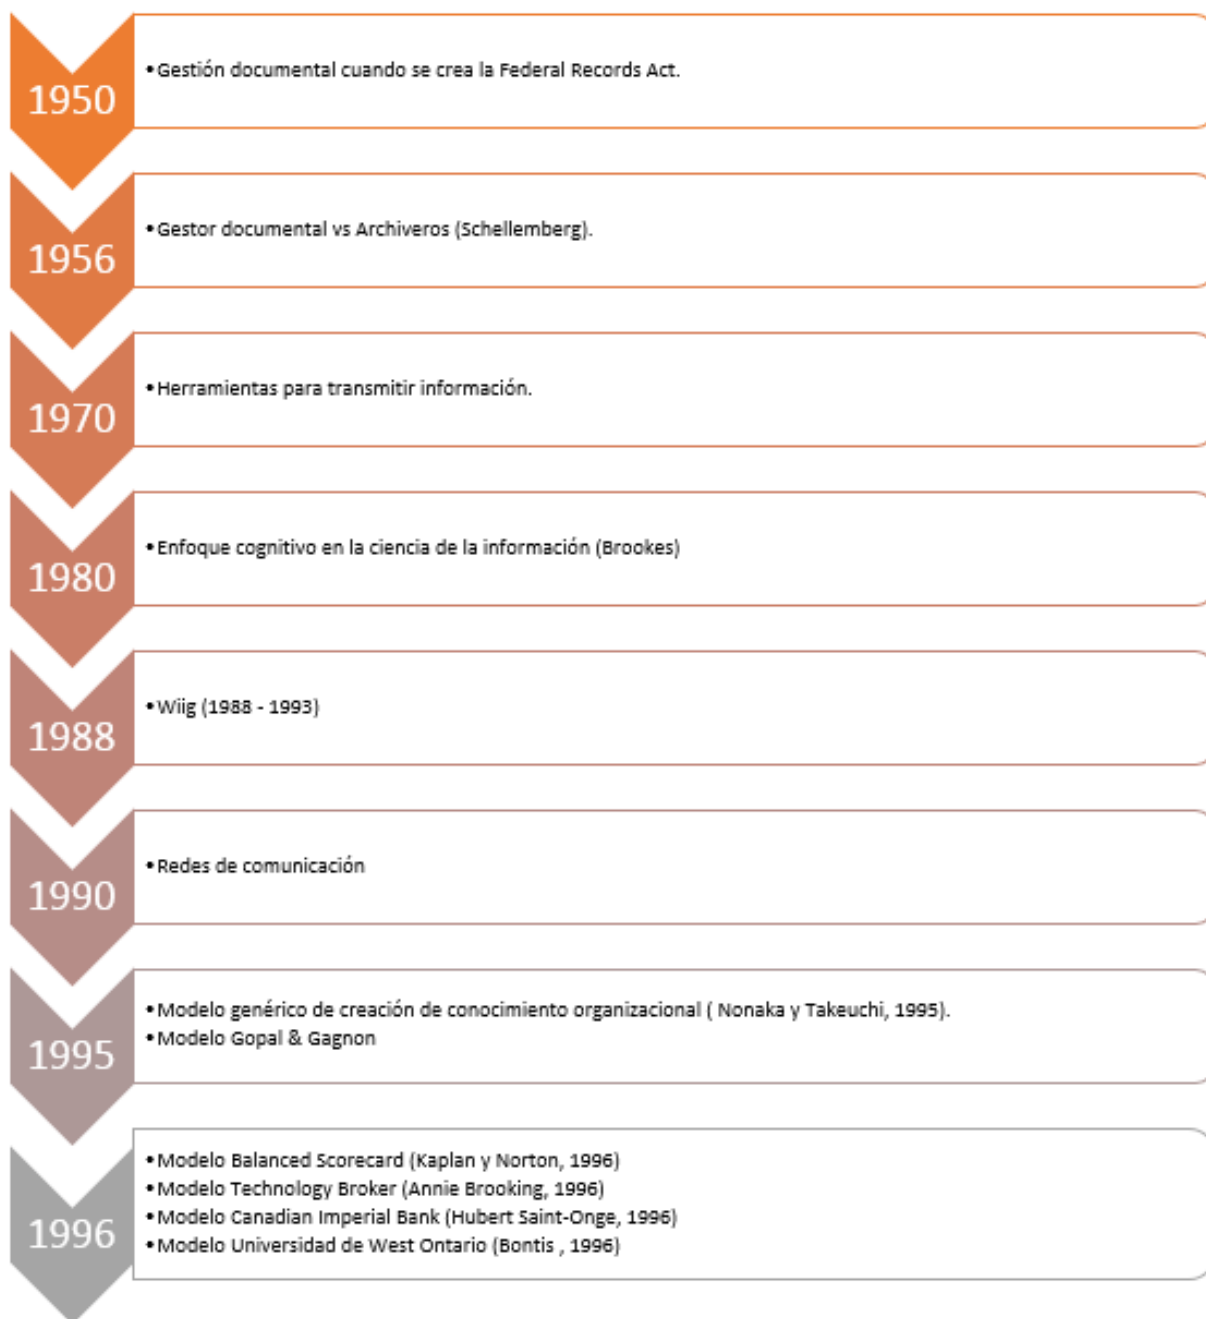 1950
•Gestión documental cuando se crea la Federal Records Act.
1956
•Gestor documental vs Archiveros (Schellemberg).
1970
•Herramientas para transmitir información.
1980
•Enfoque cognitivo en la ciencia de la información (Brookes)
1988
•Wiig (1988 - 1993)
1990
•Redes de comunicación
1995
•Modelo genérico de creación de conocimiento organizacional ( Nonaka y Takeuchi, 1995).
•Modelo Gopal & Gagnon
1996
•Modelo Balanced Scorecard (Kaplan y Norton, 1996)
•Modelo Technology Broker (Annie Brooking, 1996)
•Modelo Canadian Imperial Bank (Hubert Saint-Onge, 1996)
•Modelo Universidad de West Ontario (Bontis , 1996)